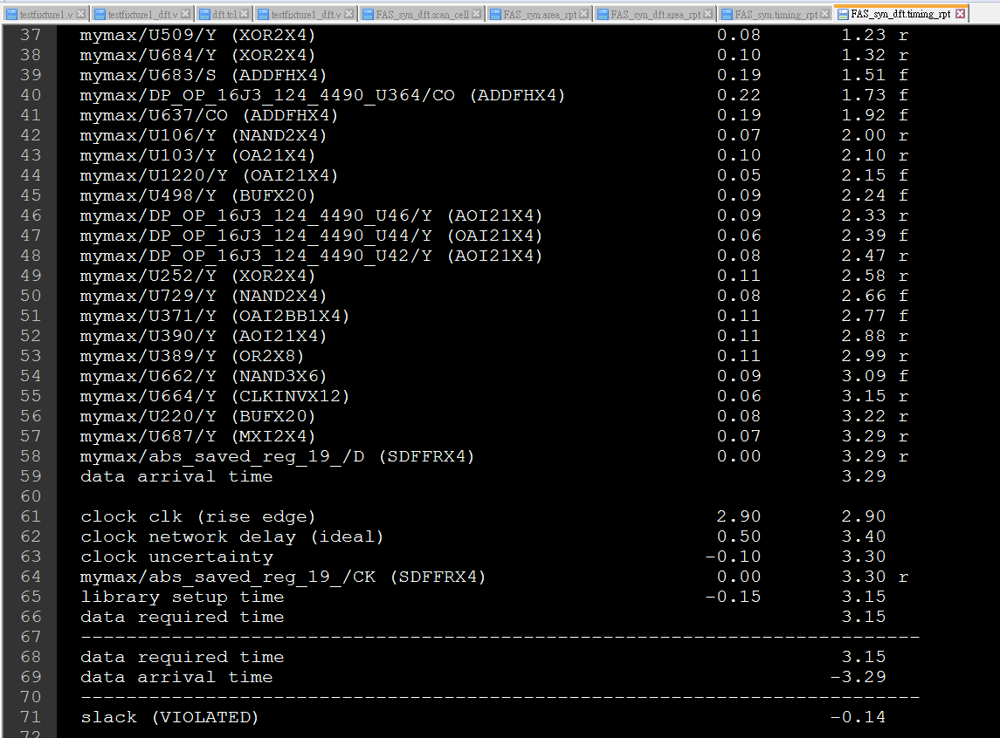 testfixture1.v testfixture1_dft.v dft.tcl testfixture1_dft.v FAS_syn_dft.scan_cell FAS_syn.area_rpt FAS_syn_dft.area_rpt FAS_syn.timing_rpt FAS_syn_dft.timing_rpt
37 mymax/U509/Y (XOR2X4) 0.08 1.23 r
38 mymax/U684/Y (XOR2X4) 0.10 1.32 r
39 mymax/U683/S (ADDFHX4) 0.19 1.51 f
40 mymax/DP_OP_16J3_124_4490_U364/CO (ADDFHX4) 0.22 1.73 f
41 mymax/U637/CO (ADDFHX4) 0.19 1.92 f
42 mymax/U106/Y (NAND2X4) 0.07 2.00 r
43 mymax/U103/Y (OA21X4) 0.10 2.10 r
44 mymax/U1220/Y (OAI21X4) 0.05 2.15 f
45 mymax/U498/Y (BUFX20) 0.09 2.24 f
46 mymax/DP_OP_16J3_124_4490_U46/Y (AOI21X4) 0.09 2.33 r
47 mymax/DP_OP_16J3_124_4490_U44/Y (OAI21X4) 0.06 2.39 f
48 mymax/DP_OP_16J3_124_4490_U42/Y (AOI21X4) 0.08 2.47 r
49 mymax/U252/Y (XOR2X4) 0.11 2.58 r
50 mymax/U729/Y (NAND2X4) 0.08 2.66 f
51 mymax/U371/Y (OAI2BB1X4) 0.11 2.77 f
52 mymax/U390/Y (AOI21X4) 0.11 2.88 r
53 mymax/U389/Y (OR2X8) 0.11 2.99 r
54 mymax/U662/Y (NAND3X6) 0.09 3.09 f
55 mymax/U664/Y (CLKINVX12) 0.06 3.15 r
56 mymax/U220/Y (BUFX20) 0.08 3.22 r
57 mymax/U687/Y (MXI2X4) 0.07 3.29 r
58 mymax/abs_saved_reg_19_/D (SDFFRX4) 0.00 3.29 r
59 data arrival time 3.29
60
61 clock clk (rise edge) 2.90 2.90
62 clock network delay (ideal) 0.50 3.40
63 clock uncertainty -0.10 3.30
64 mymax/abs_saved_reg_19_/CK (SDFFRX4) 0.00 3.30 r
65 library setup time -0.15 3.15
66 data required time 3.15
67 --------------------------------------------------------------------------
68 data required time 3.15
69 data arrival time -3.29
70 --------------------------------------------------------------------------
71 slack (VIOLATED) -0.14
72